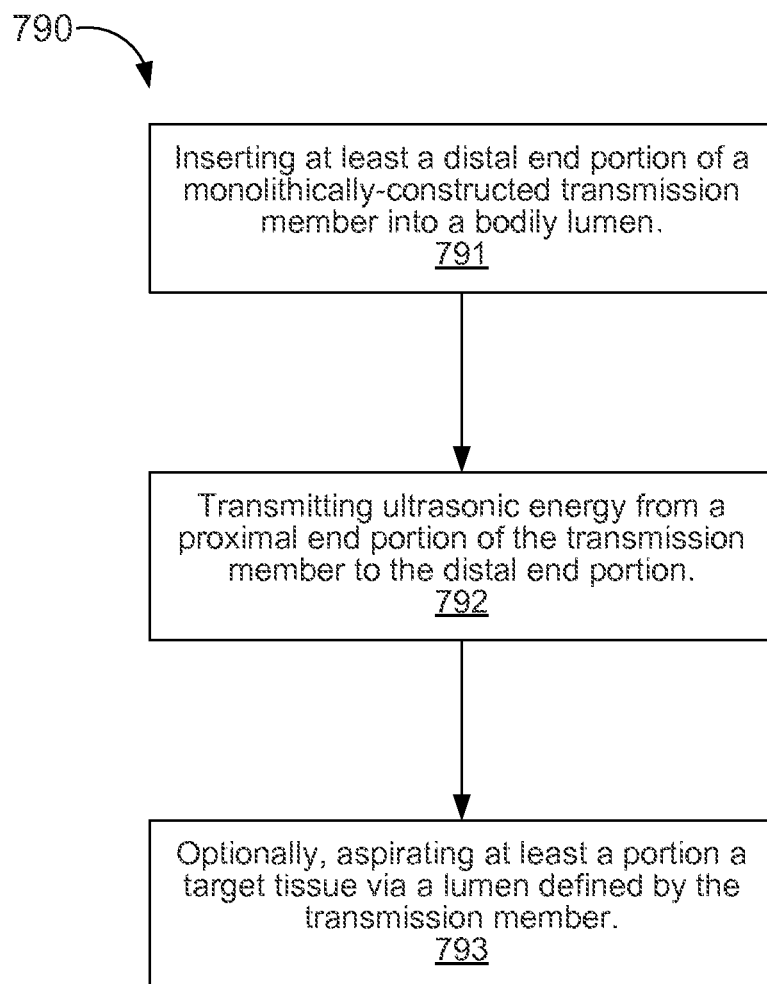 790
Inserting at least a distal end portion of a
monolithically-constructed transmission
member into a bodily lumen.
791
Transmitting ultrasonic energy from a
proximal end portion of the transmission
member to the distal end portion.
792
Optionally, aspirating at least a portion a
target tissue via a lumen defined by the
transmission member.
793